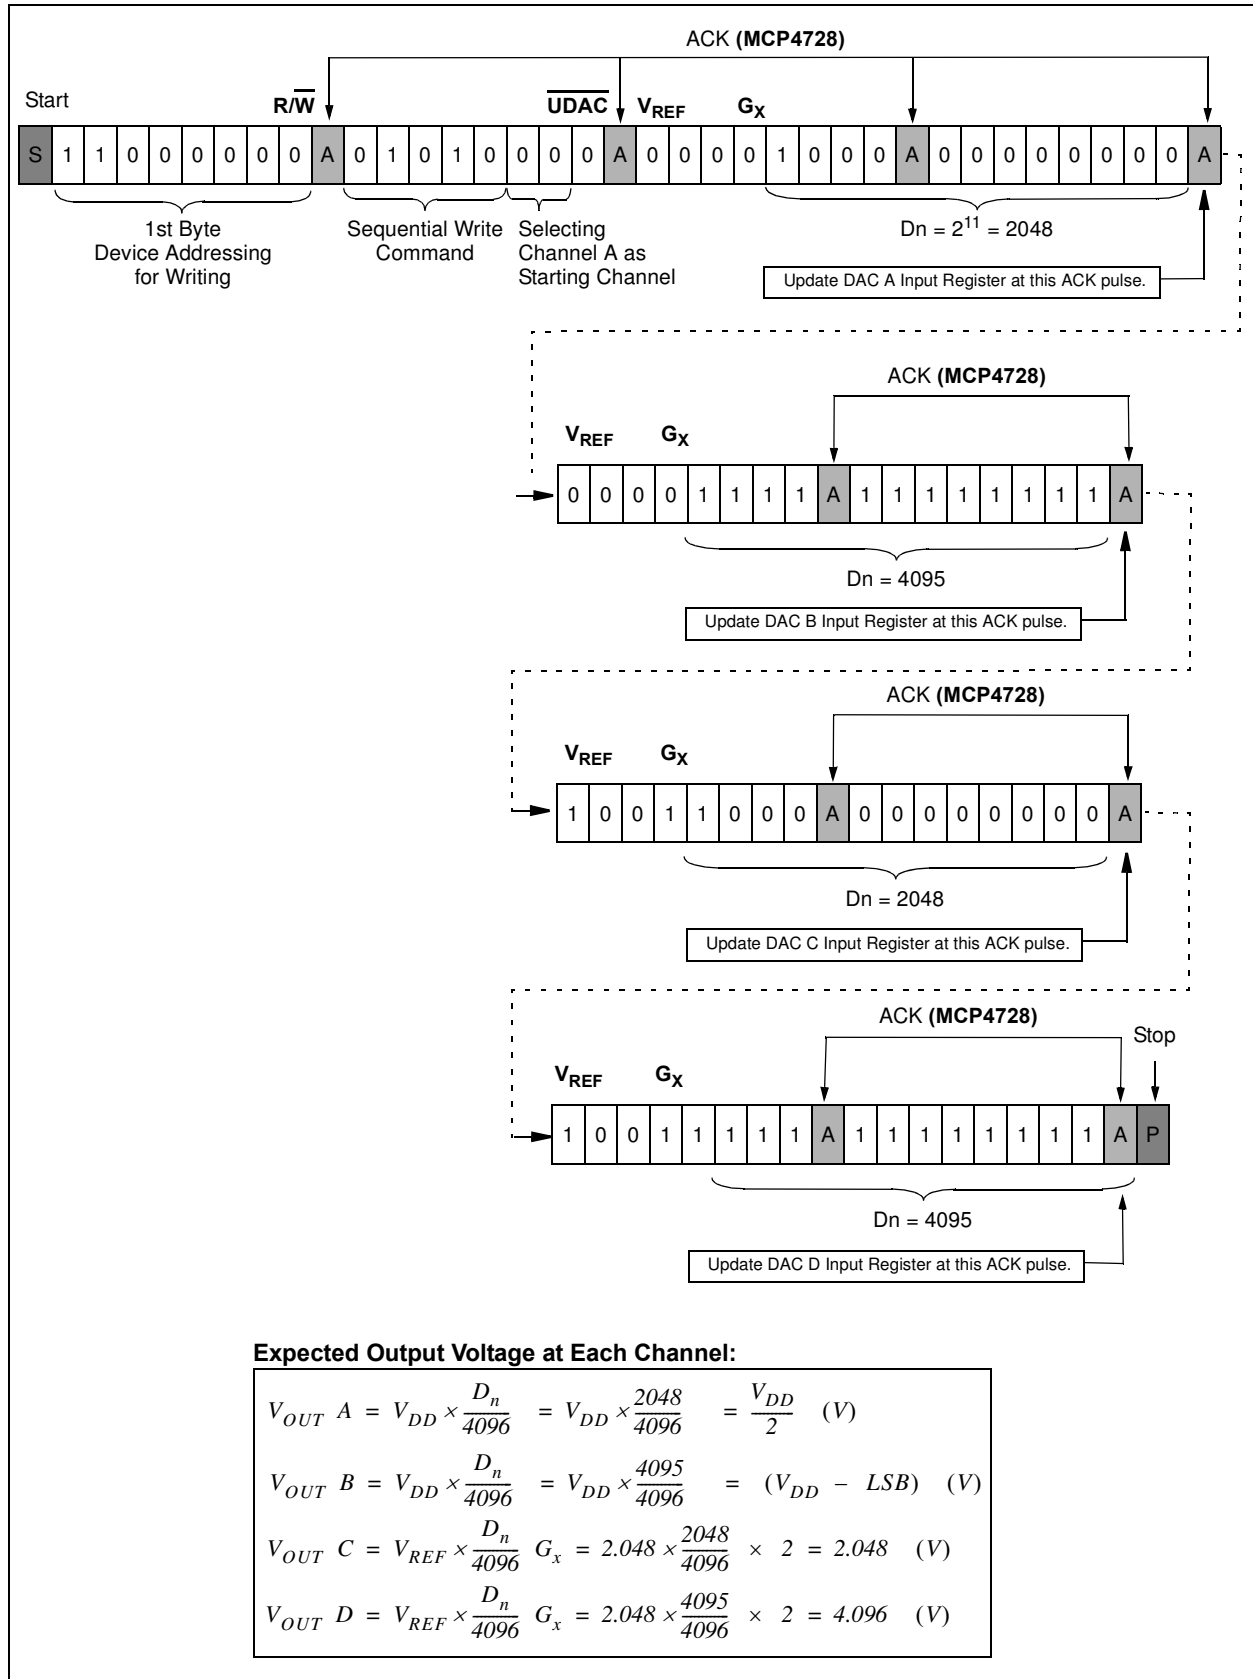 ACK (MCP4728)
Start R/W UDAC VREF GX
S 1 1 0 0 0 0 0 0 A 0 1 0 1 0 0 0 0 A 0 0 0 0 1 0 0 0 A 0 0 0 0 0 0 0 0 A
1st Byte
Device Addressing
for Writing
Sequential Write
Command
Selecting
Channel A as
Starting Channel
Dn = 2^11 = 2048
Update DAC A Input Register at this ACK pulse.
ACK (MCP4728)
VREF GX
0 0 0 0 1 1 1 1 A 1 1 1 1 1 1 1 1 A
Dn = 4095
Update DAC B Input Register at this ACK pulse.
ACK (MCP4728)
VREF GX
1 0 0 1 1 0 0 0 A 0 0 0 0 0 0 0 0 A
Dn = 2048
Update DAC C Input Register at this ACK pulse.
ACK (MCP4728)
Stop
VREF GX
1 0 0 1 1 1 1 1 A 1 1 1 1 1 1 1 1 A P
Dn = 4095
Update DAC D Input Register at this ACK pulse.
Expected Output Voltage at Each Channel:
VOUT A = VDD × Dn/4096 = VDD × 2048/4096 = VDD/2 (V)
VOUT B = VDD × Dn/4096 = VDD × 4095/4096 = (VDD – LSB) (V)
VOUT C = VREF × Dn/4096 Gx = 2.048 × 2048/4096 × 2 = 2.048 (V)
VOUT D = VREF × Dn/4096 Gx = 2.048 × 4095/4096 × 2 = 4.096 (V)